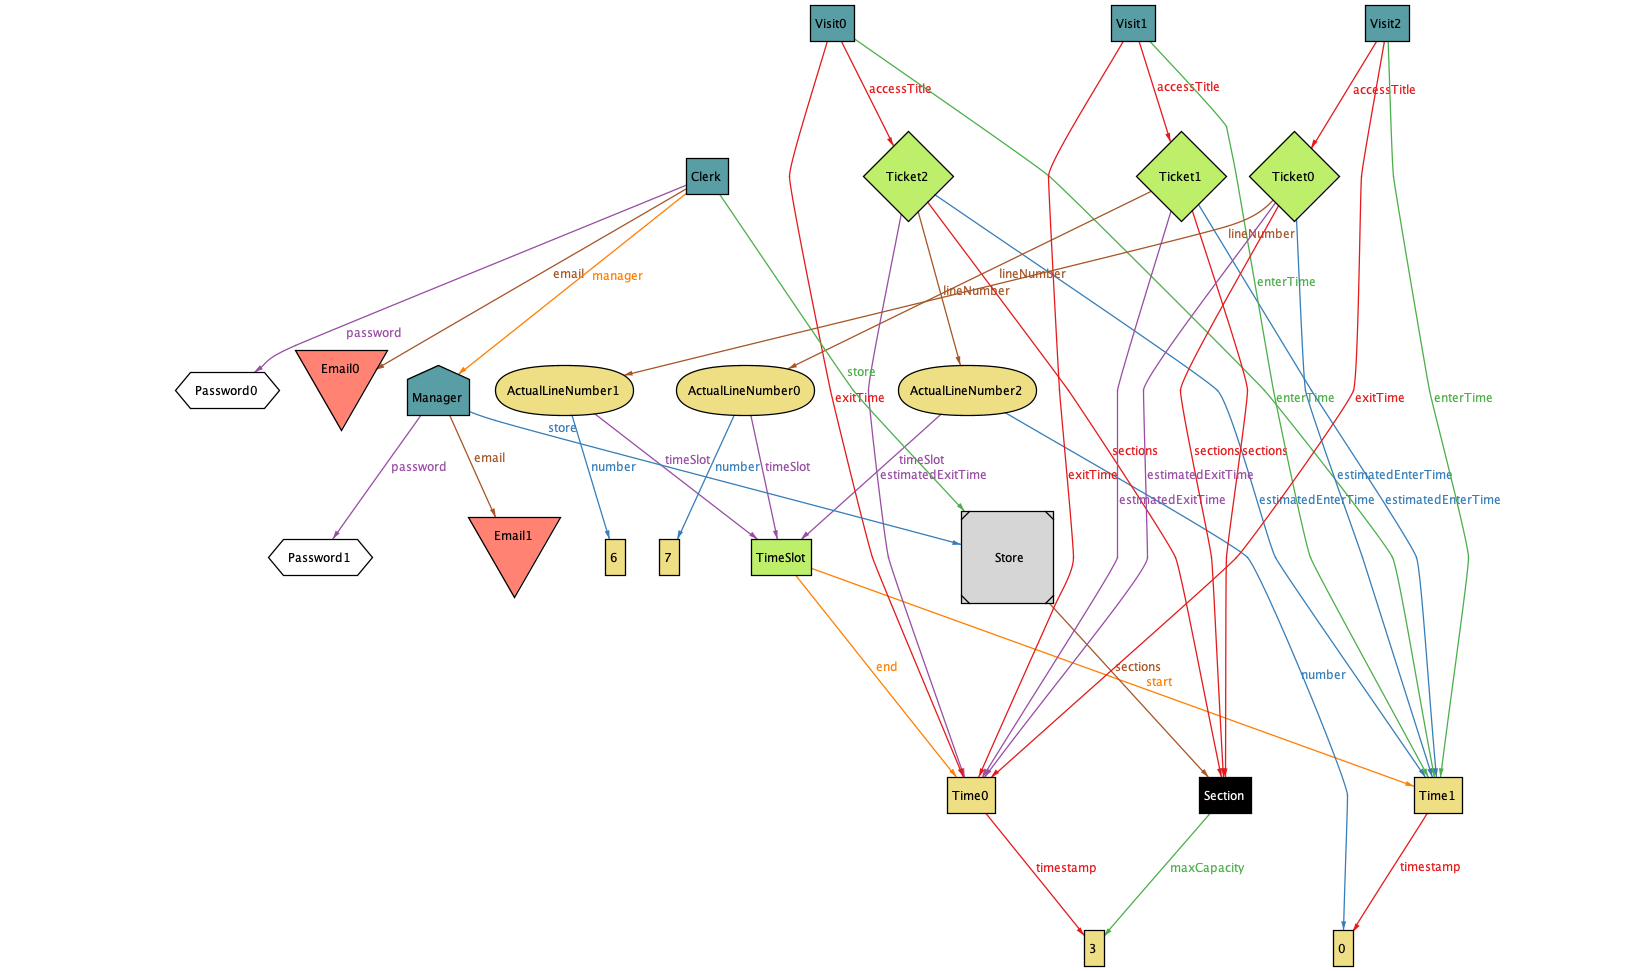 Visit0
Visit1
Visit2
accessTitle
accessTitle
accessTitle
Clerk
Ticket2
Ticket1
Ticket0
lineNumber
email
manager
lineNumber
enterTime
lineNumber
password
Email0
store
Password0
Manager
ActualLineNumber1
ActualLineNumber0
ActualLineNumber2
exitTime
enterTime
exitTime
enterTime
store
sections
sections
sections
password
email
number
timeSlot
number
timeSlot
timeSlot
estimatedExitTime
exitTime
estimatedExitTime
estimatedEnterTime
estimatedExitTime
estimatedEnterTime
estimatedEnterTime
Email1
Password1
6
7
TimeSlot
Store
end
sections
start
number
Time0
Section
Time1
timestamp
maxCapacity
timestamp
3
0